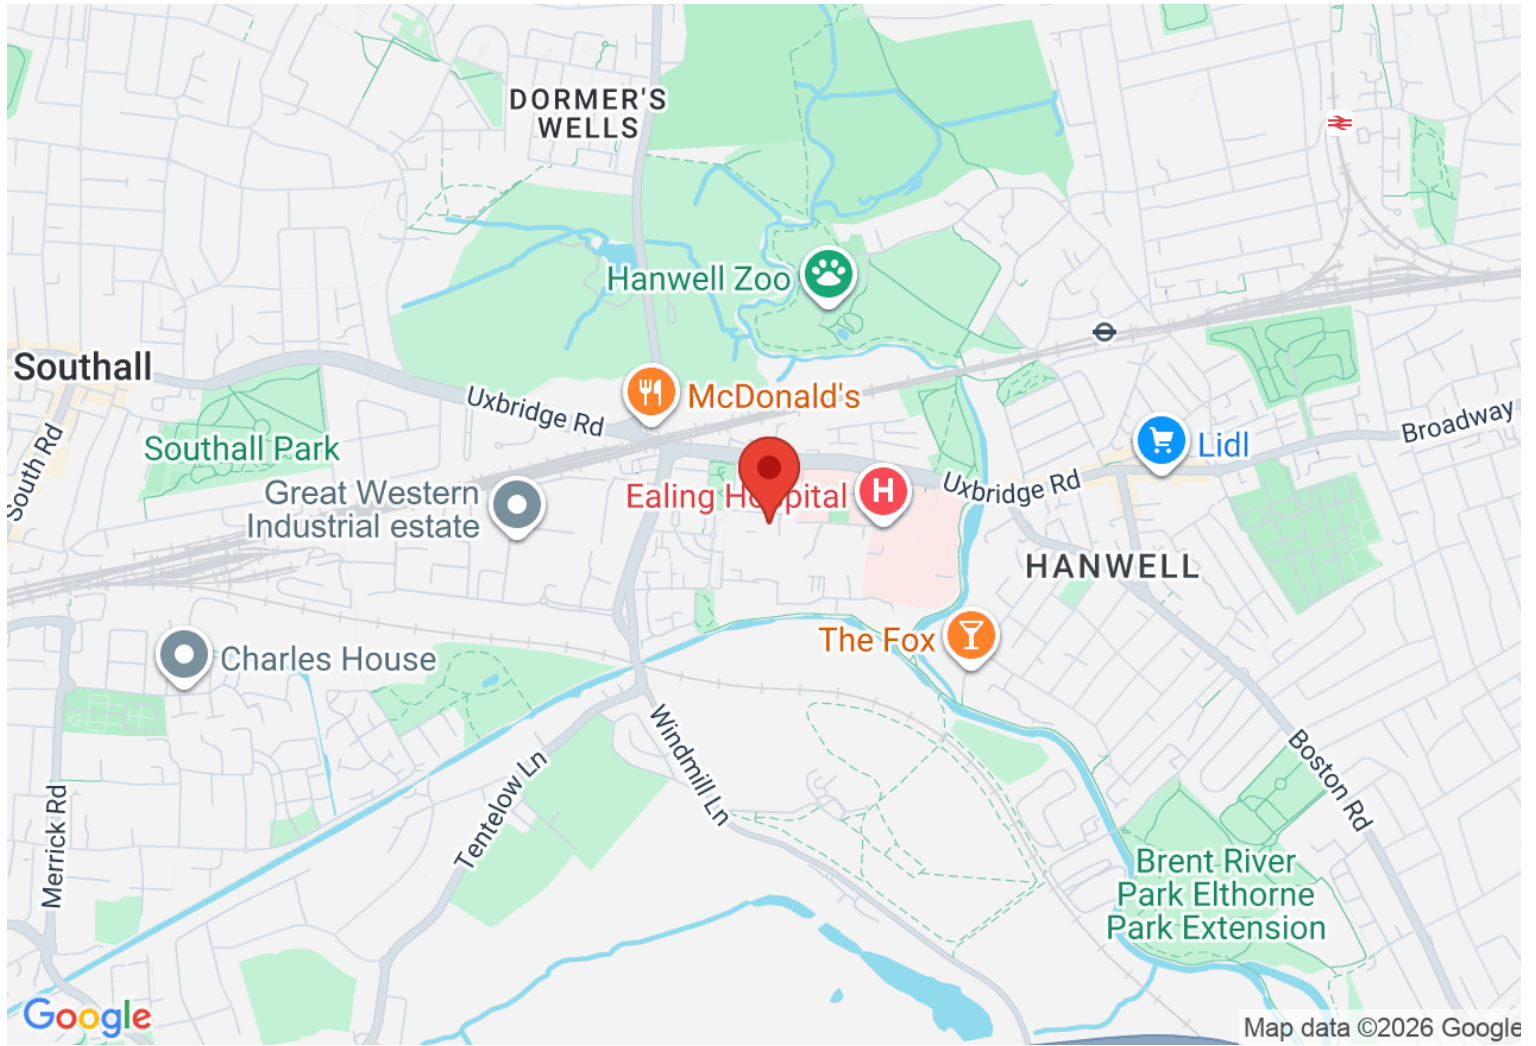 DORMER'S
WELLS
Hanwell Zoo
Southall
Uxbridge Rd
McDonald's
Broadway
South Rd
Southall Park
Lidl
Great Western
Industrial estate
Ealing Hospital
H
Uxbridge Rd
HANWELL
The Fox
Charles House
Windmill Ln
Boston Rd
Tentelow Ln
Merrick Rd
Brent River
Park Elthorne
Park Extension
Google
Map data ©2026 Google